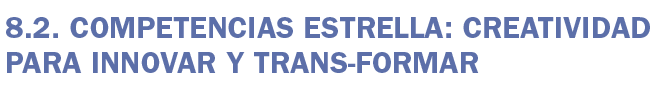 8.2. COMPETENCIAS ESTRELLA: CREATIVIDAD
PARA INNOVAR Y TRANS-FORMAR